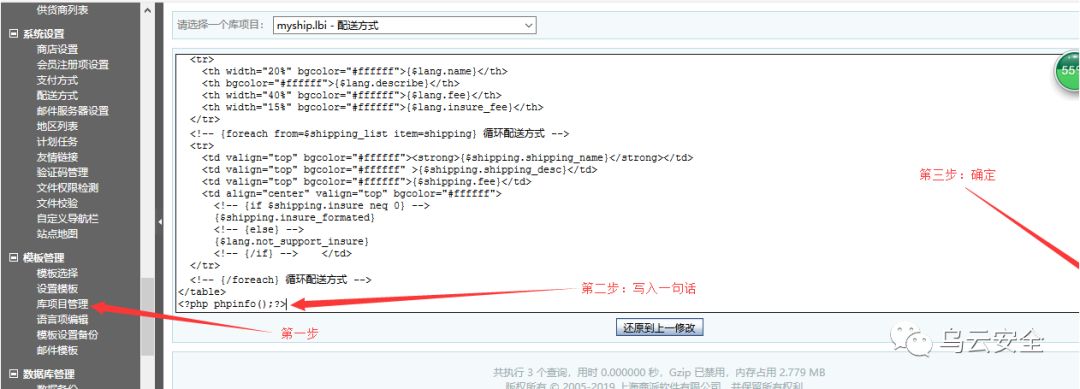 供货商列表
系统设置
商店设置
会员注册项设置
支付方式
配送方式
邮件服务器设置
地区列表
计划任务
友情链接
验证码管理
文件权限检测
文件校验
自定义导航栏
站点地图
模板管理
模板选择
设置模板
库项目管理
语言项编辑
模板设置备份
邮件模板
数据库管理
数据备份
请选择一个库项目： myship.lbi - 配送方式
<tr>
<th width="20%" bgcolor="#ffffff">{$lang.name}</th>
<th bgcolor="#ffffff">{$lang.describe}</th>
<th width="40%" bgcolor="#ffffff">{$lang.fee}</th>
<th width="15%" bgcolor="#ffffff">{$lang.insure_fee}</th>
</tr>
<!-- {foreach from=$shipping_list item=shipping} 循环配送方式 -->
<tr>
<td valign="top" bgcolor="#ffffff"><strong>{$shipping.shipping_name}</strong></td>
<td valign="top" bgcolor="#ffffff" >{$shipping.shipping_desc}</td>
<td valign="top" bgcolor="#ffffff">{$shipping.fee}</td>
<td align="center" valign="top" bgcolor="#ffffff">
<!-- {if $shipping.insure neq 0} -->
{$shipping.insure_formated}
<!-- {else} -->
{$lang.not_support_insure}
<!-- {/if} --> </td>
</tr>
<!-- {/foreach} 循环配送方式 -->
</table>
<?php phpinfo();?>
第一步
第二步：写入一句话
第三步：确定
55%
还原到上一修改
乌云安全
共执行 3 个查询，用时 0.000000 秒，Gzip 已禁用，内存占用 2.779 MB
版权所有 © 2005-2019 上海商派软件有限公司，并保留所有权利。